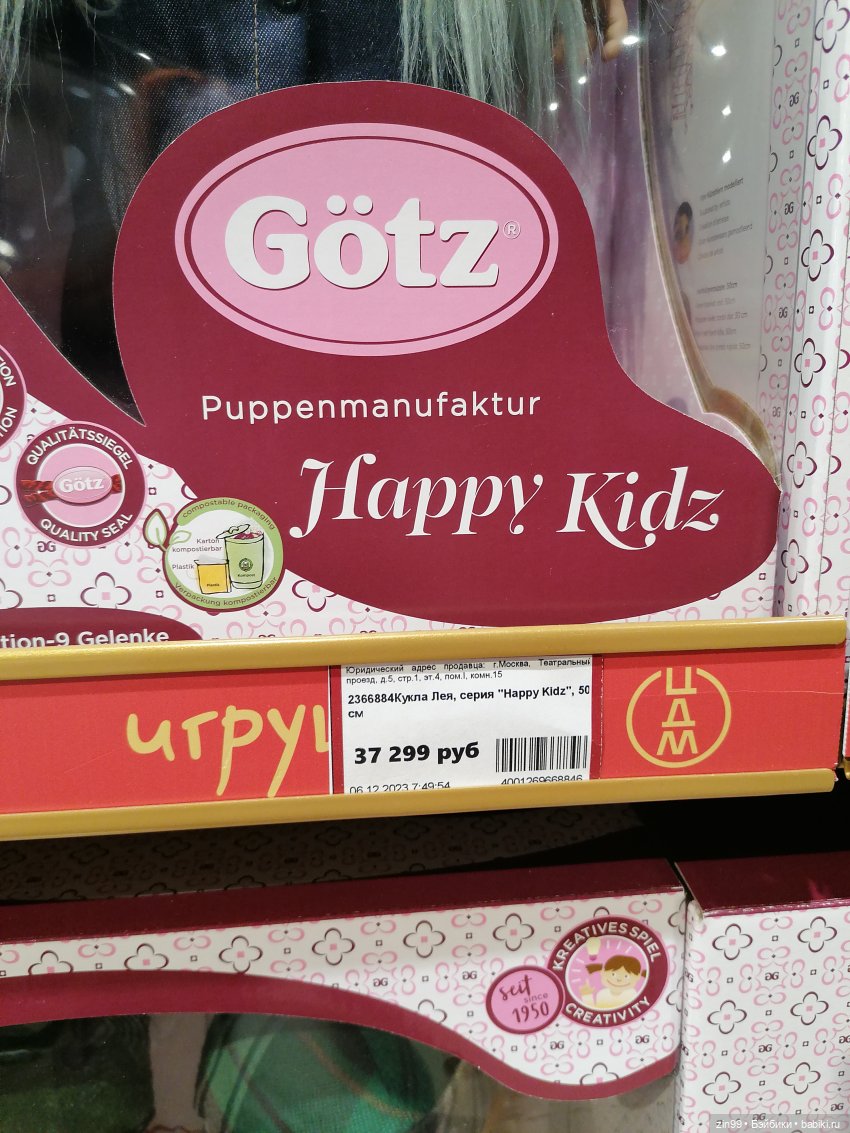 Götz®
Puppenmanufaktur
Happy Kidz
QUALITÄTSSIEGEL
Götz
QUALITY SEAL
compostable packaging
Karton
kompostierbar
Plastik
Plastik
Kompost
Verpackung kompostierbar
tion-9 Gelenke
игру
Юридический адрес продавца: г.Москва, Театральный
проезд, д.5, стр.1, эт.4, пом.I, комн.15
2366884Кукла Лея, серия "Happy Kidz", 50
см
37 299 руб
06.12.2023 7:49:54
4001269668846
ЦДМ
KREATIVES SPIEL
CREATIVITY
seit
since
1950
zin99 • Бэйбики • babiki.ru